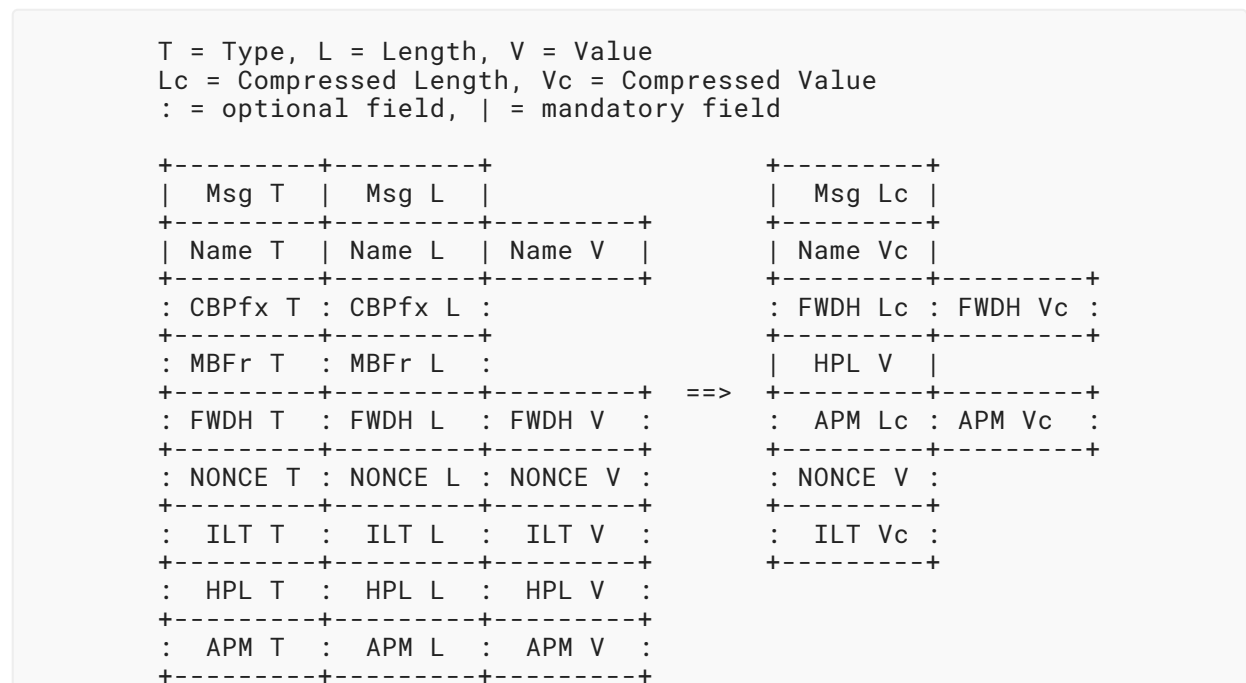 T = Type, L = Length, V = Value
Lc = Compressed Length, Vc = Compressed Value
: = optional field, | = mandatory field
+---------+---------+                 +---------+
|  Msg T  |  Msg L  |                 |  Msg Lc |
+---------+---------+---------+       +---------+
| Name T  | Name L  | Name V  |       | Name Vc |
+---------+---------+---------+       +---------+---------+
: CBPfx T : CBPfx L :                 : FWDH Lc : FWDH Vc :
+---------+---------+                 +---------+---------+
: MBFr T  : MBFr L  :                 |  HPL V  |
+---------+---------+---------+  ==>  +---------+---------+
: FWDH T  : FWDH L  : FWDH V  :       :  APM Lc : APM Vc  :
+---------+---------+---------+       +---------+---------+
: NONCE T : NONCE L : NONCE V :       : NONCE V :
+---------+---------+---------+       +---------+
:  ILT T  :  ILT L  :  ILT V  :       :  ILT Vc :
+---------+---------+---------+       +---------+
:  HPL T  :  HPL L  :  HPL V  :
+---------+---------+---------+
:  APM T  :  APM L  :  APM V  :
+---------+---------+---------+